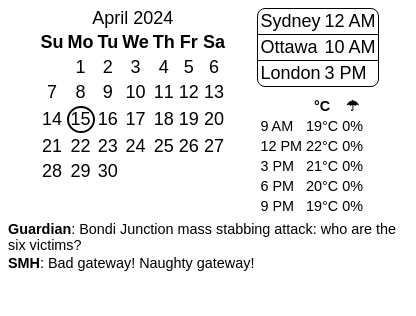 April 2024
Su Mo Tu We Th Fr Sa
1 2 3 4 5 6
7 8 9 10 11 12 13
14 15 16 17 18 19 20
21 22 23 24 25 26 27
28 29 30
Sydney 12 AM
Ottawa 10 AM
London 3 PM
°C ☂
9 AM 19°C 0%
12 PM 22°C 0%
3 PM 21°C 0%
6 PM 20°C 0%
9 PM 19°C 0%
Guardian: Bondi Junction mass stabbing attack: who are the
six victims?
SMH: Bad gateway! Naughty gateway!